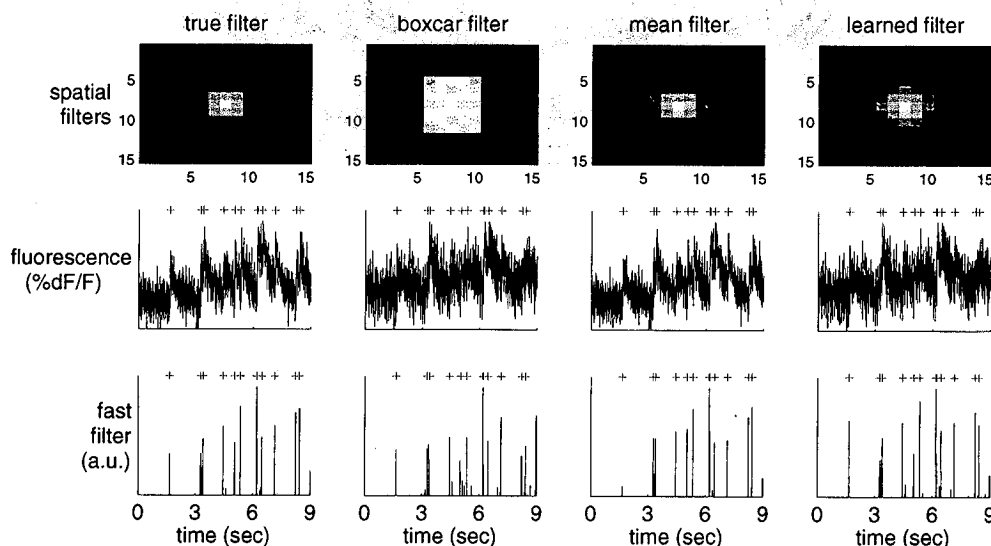 true filter boxcar filter mean filter learned filter
spatial filters
5
10
15
5 10 15
5
10
15
5 10 15
5
10
15
5 10 15
5
10
15
5 10 15
fluorescence (%dF/F)
fast filter (a.u.)
0 3 6 9
0 3 6 9
0 3 6 9
0 3 6 9
time (sec) time (sec) time (sec) time (sec)